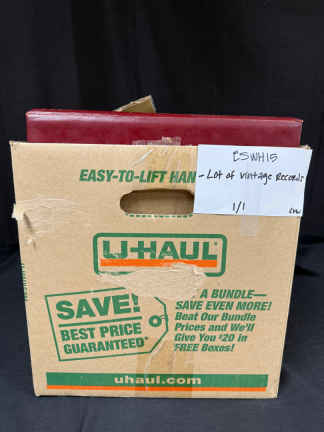 ESWH15
- Lot of vintage Records
1/1
EASY-TO-LIFT HAN
U-HAUL®
SAVE!
BEST PRICE
GUARANTEED*
A BUNDLE—
SAVE EVEN MORE!
Beat Our Bundle
Prices and We'll
Give You $20 in
FREE Boxes!
uhaul.com